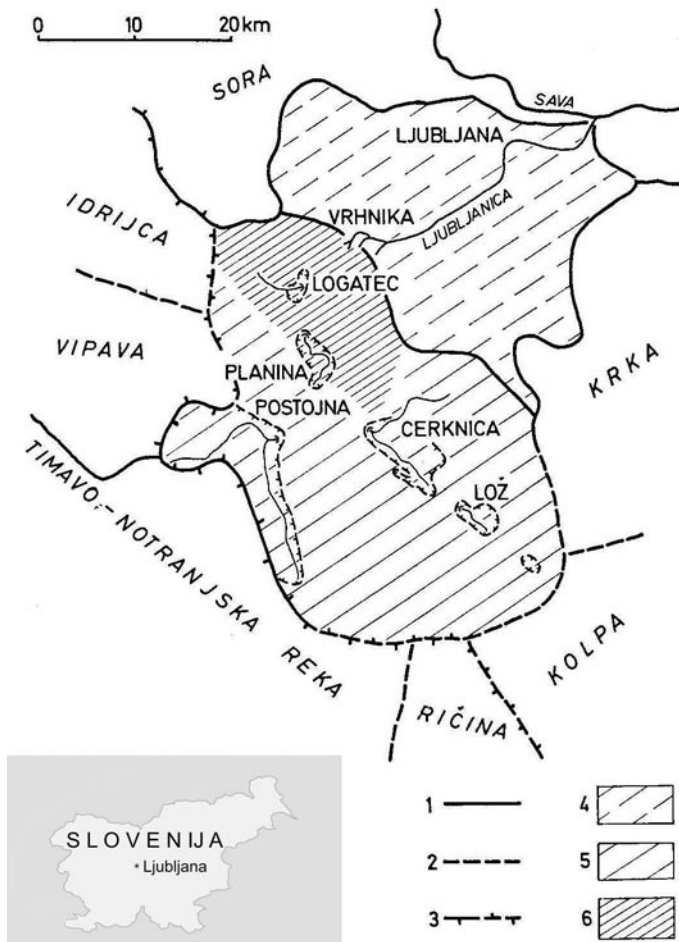 0 10 20 km
SORA
SAVA
LJUBLJANA
IDRIJCA
VRHNIKA
LJUBLJANICA
LOGATEC
VIPAVA
KRKA
PLANINA
POSTOJNA
CERKNICA
LOŽ
TIMAVO,-NOTRANJSKA REKA
KOLPA
RIČINA
SLOVENIJA
Ljubljana
1
2
3
4
5
6